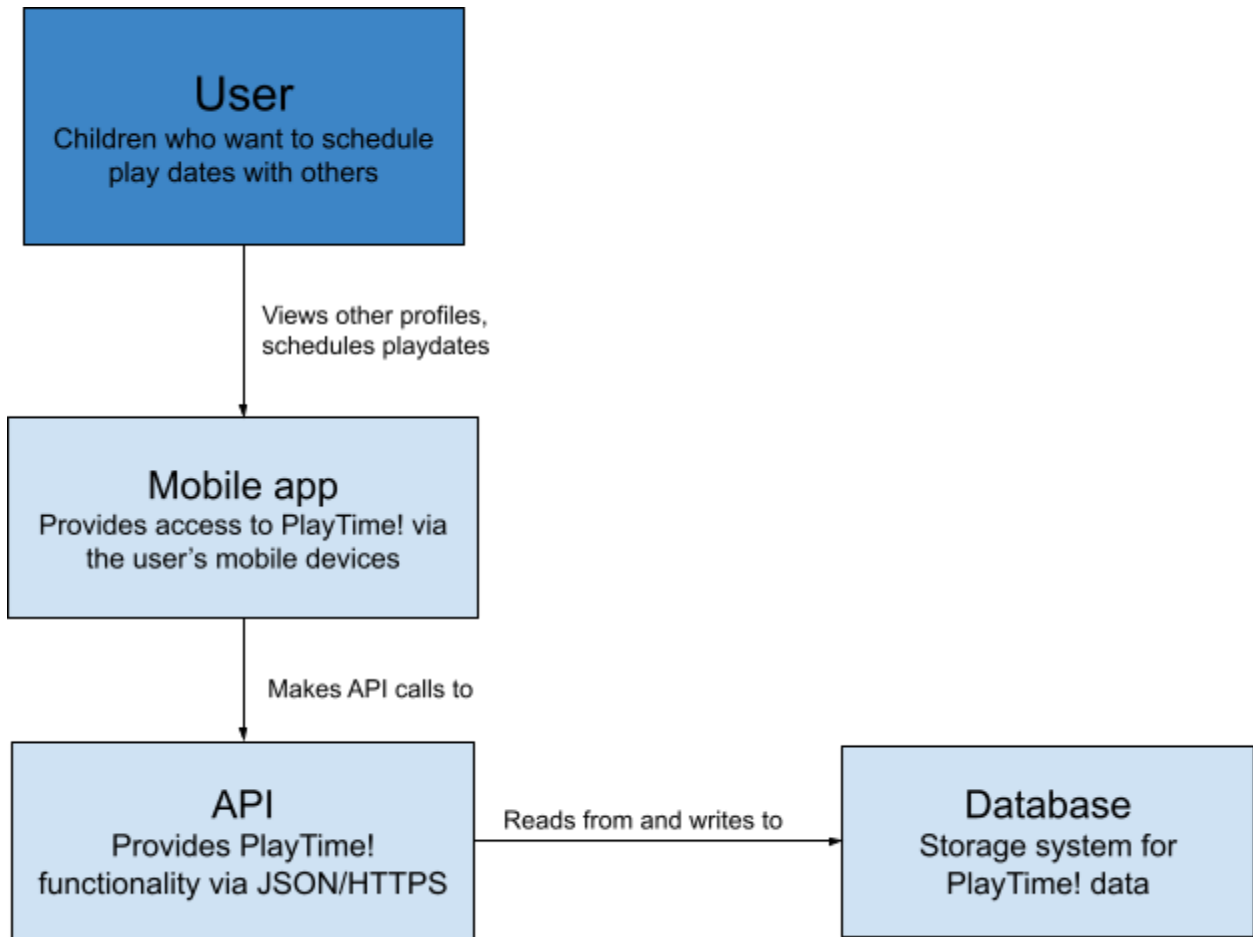 User
Children who want to schedule
play dates with others
Views other profiles,
schedules playdates
Mobile app
Provides access to PlayTime! via
the user’s mobile devices
Makes API calls to
API
Provides PlayTime!
functionality via JSON/HTTPS
Reads from and writes to
Database
Storage system for
PlayTime! data